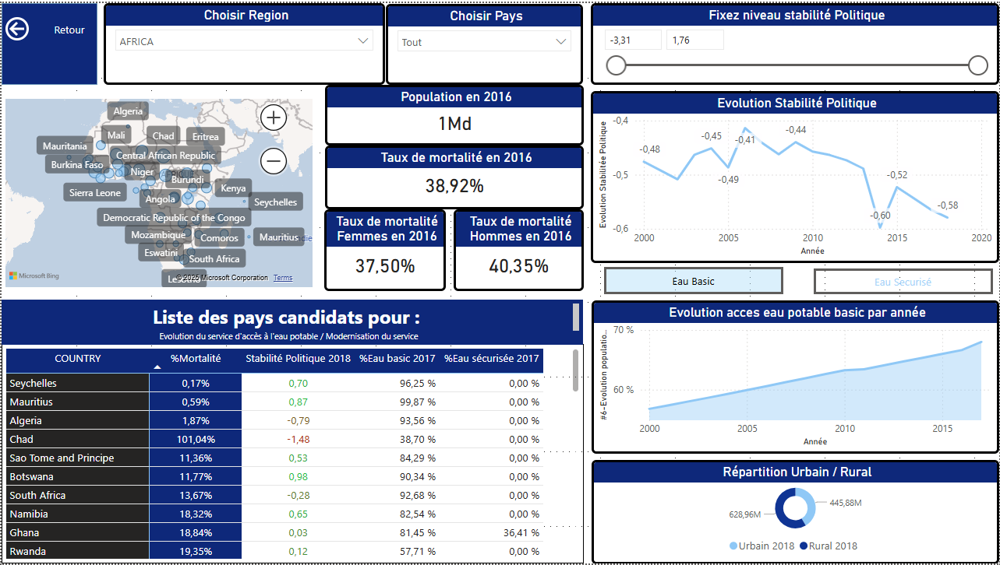 Retour
Choisir Region
AFRICA
Choisir Pays
Tout
Fixez niveau stabilité Politique
-3,31
1,76
Algeria
Mali
Chad
Eritrea
Mauritania
Central African Republic
Burkina Faso
Niger
Burundi
Sierra Leone
Kenya
Angola
Seychelles
Democratic Republic of the Congo
Mozambique
Comoros
Mauritius
Eswatini
South Africa
Microsoft Bing
© 2025 Microsoft Corporation
Terms
Population en 2016
1Md
Taux de mortalité en 2016
38,92%
Taux de mortalité
Femmes en 2016
37,50%
Taux de mortalité
Hommes en 2016
40,35%
Evolution Stabilité Politique
Evolution Stabilitée Politique
-0,4
-0,5
-0,6
-0,48
-0,45
-0,49
-0,41
-0,44
-0,60
-0,52
-0,58
2000
2005
2010
2015
2020
Année
Eau Basic
Eau Securisé
Liste des pays candidats pour :
Evolution du service d'accès à l'eau potable / Modernisation du service
COUNTRY %Mortalité Stabilité Politique 2018 %Eau basic 2017 %Eau sécurisée 2017
Seychelles 0,17% 0,70 96,25 % 0,00 %
Mauritius 0,59% 0,87 99,87 % 0,00 %
Algeria 1,87% -0,79 93,56 % 0,00 %
Chad 101,04% -1,48 38,70 % 0,00 %
Sao Tome and Principe 11,36% 0,53 84,29 % 0,00 %
Botswana 11,77% 0,98 90,34 % 0,00 %
South Africa 13,67% -0,28 92,68 % 0,00 %
Namibia 18,32% 0,65 82,54 % 0,00 %
Ghana 18,84% 0,03 81,45 % 36,41 %
Rwanda 19,35% 0,12 57,71 % 0,00 %
Evolution acces eau potable basic par année
#6-Evolution populatio...
70 %
60 %
2000
2005
2010
2015
Année
Répartition Urbain / Rural
628,96M
445,88M
Urbain 2018
Rural 2018